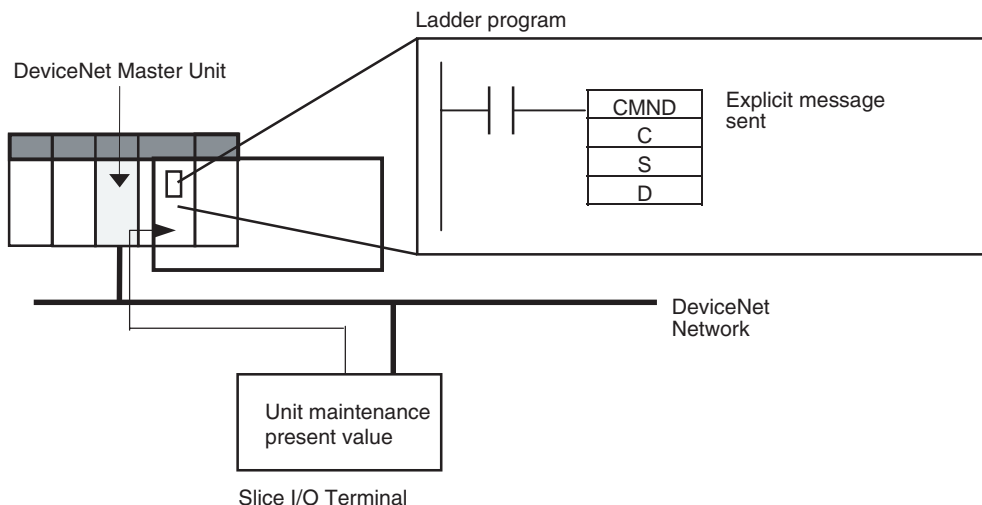 Ladder program
DeviceNet Master Unit
CMND
C
S
D
Explicit message
sent
DeviceNet
Network
Unit maintenance
present value
Slice I/O Terminal